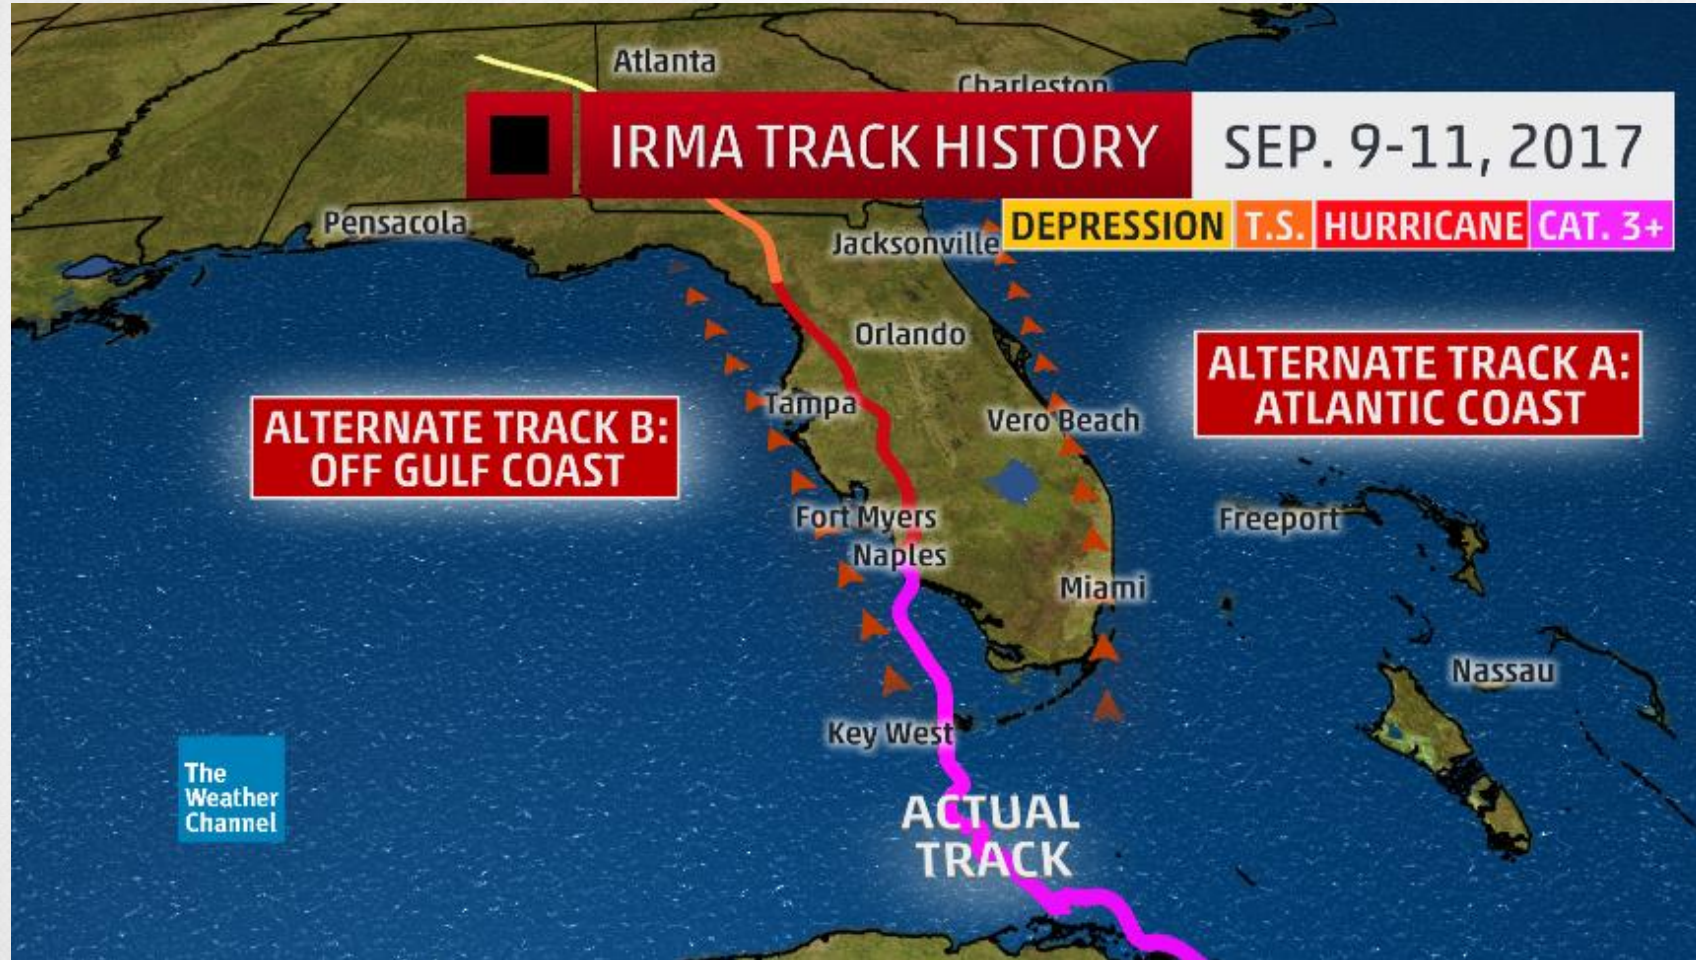 Atlanta
Charleston
IRMA TRACK HISTORY
SEP. 9-11, 2017
DEPRESSION T.S. HURRICANE CAT. 3+
Pensacola
Jacksonville
Orlando
ALTERNATE TRACK A:
ATLANTIC COAST
ALTERNATE TRACK B:
OFF GULF COAST
Tampa
Vero Beach
Fort Myers
Freeport
Naples
Miami
Nassau
Key West
The
Weather
Channel
ACTUAL
TRACK